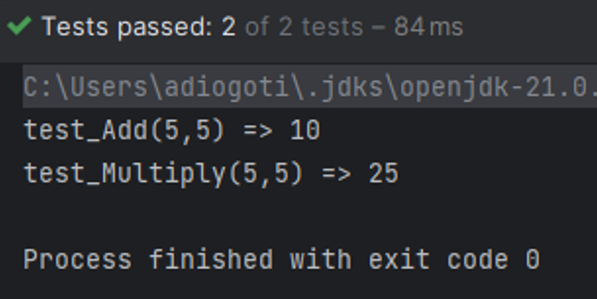 Tests passed: 2 of 2 tests – 84 ms
C:\Users\adiogoti\.jdks\openjdk-21.0.
test_Add(5,5) => 10
test_Multiply(5,5) => 25
Process finished with exit code 0